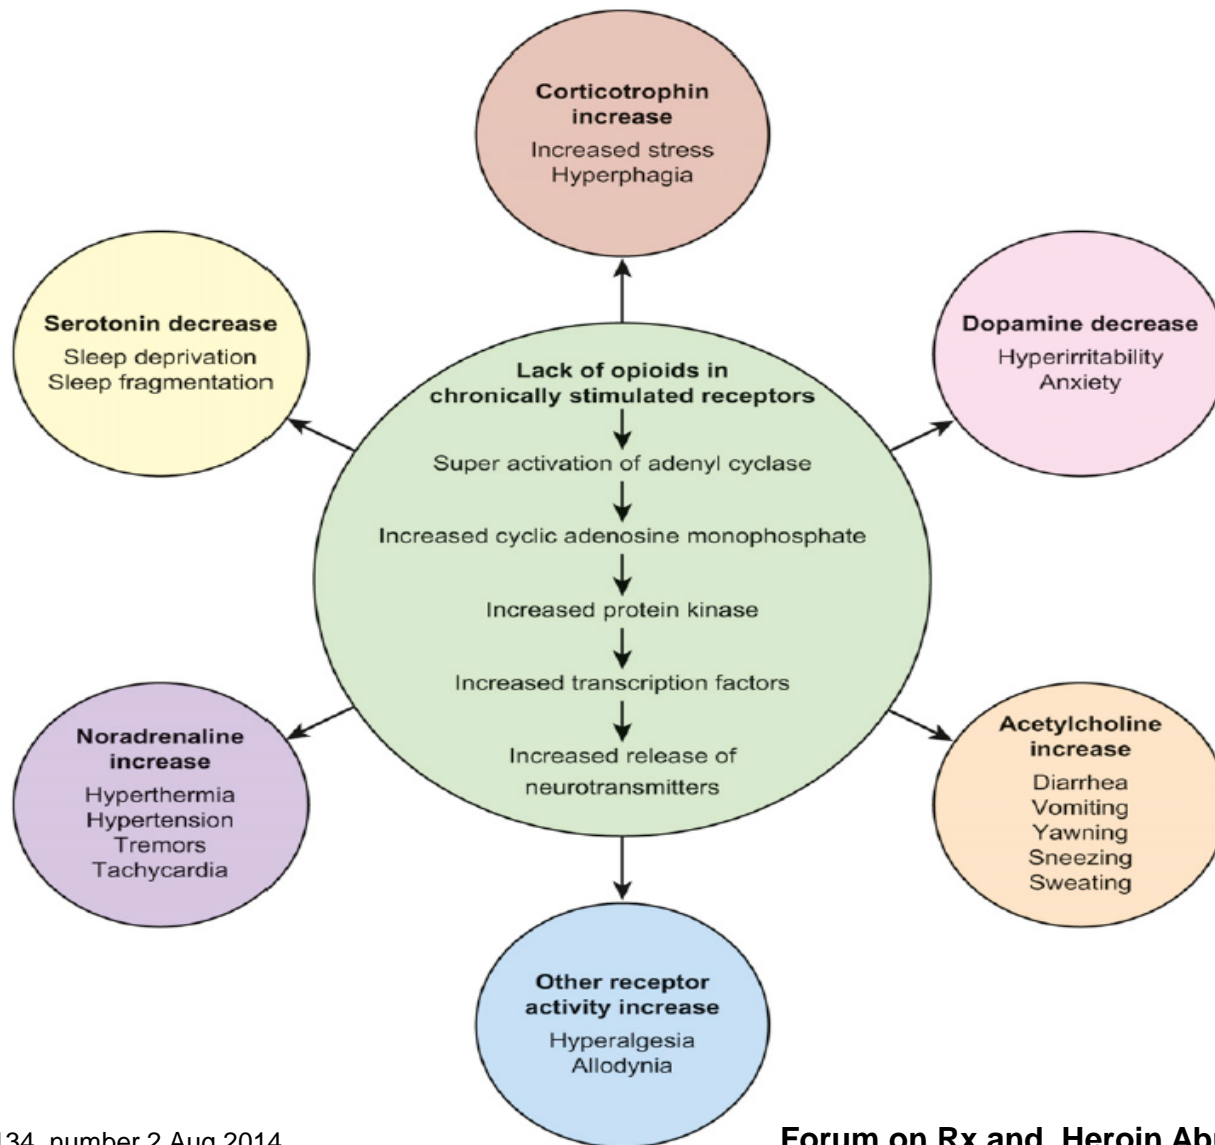 Corticotrophin
increase
Increased stress
Hyperphagia
Serotonin decrease
Sleep deprivation
Sleep fragmentation
Dopamine decrease
Hyperirritability
Anxiety
Lack of opioids in
chronically stimulated receptors
Super activation of adenyl cyclase
Increased cyclic adenosine monophosphate
Increased protein kinase
Increased transcription factors
Increased release of
neurotransmitters
Noradrenaline
increase
Hyperthermia
Hypertension
Tremors
Tachycardia
Acetylcholine
increase
Diarrhea
Vomiting
Yawning
Sneezing
Sweating
Other receptor
activity increase
Hyperalgesia
Allodynia
134, number 2 Aug 2014
Forum on Rx and Heroin